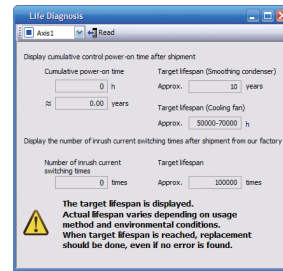 Life Diagnosis
Axis1 Read
Display cumulative control power-on time after shipment
Cumulative power-on time Target lifespan (Smoothing condenser)
0 h Approx. 10 years
≈ 0.00 years Target lifespan (Cooling fan)
Approx. 50000-70000 h
Display the number of inrush current switching times after shipment from our factory
Number of inrush current Target lifespan
switching times
0 times Approx. 100000 times
The target lifespan is displayed.
Actual lifespan varies depending on usage
method and environmental conditions.
When target lifespan is reached, replacement
should be done, even if no error is found.